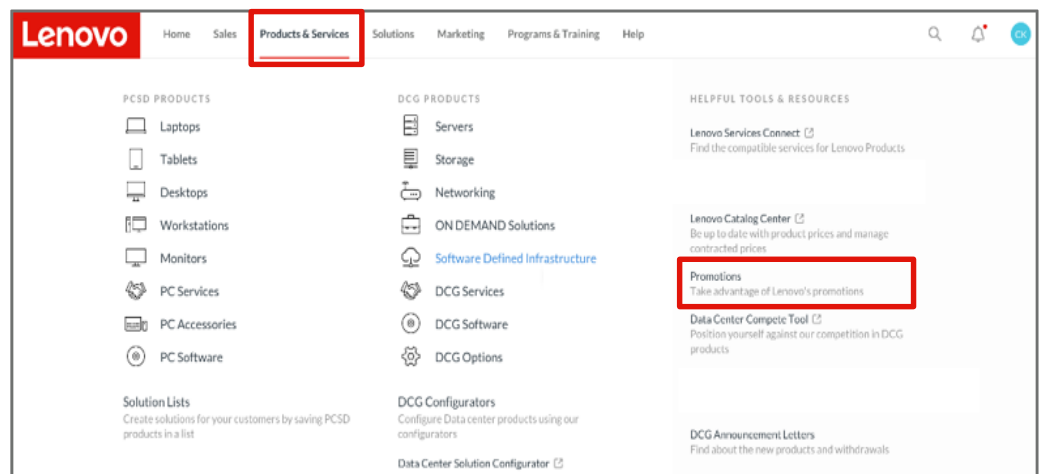 Lenovo
Home Sales Products & Services Solutions Marketing Programs & Training Help
CK
PCSD PRODUCTS
Laptops
Tablets
Desktops
Workstations
Monitors
PC Services
PC Accessories
PC Software
Solution Lists
Create solutions for your customers by saving PCSD
products in a list
DCG PRODUCTS
Servers
Storage
Networking
ON DEMAND Solutions
Software Defined Infrastructure
DCG Services
DCG Software
DCG Options
DCG Configurators
Configure Data center products using our
configurators
Data Center Solution Configurator
HELPFUL TOOLS & RESOURCES
Lenovo Services Connect
Find the compatible services for Lenovo Products
Lenovo Catalog Center
Be up to date with product prices and manage
contracted prices
Promotions
Take advantage of Lenovo's promotions
Data Center Compete Tool
Position yourself against our competition in DCG
products
DCG Announcement Letters
Find about the new products and withdrawals